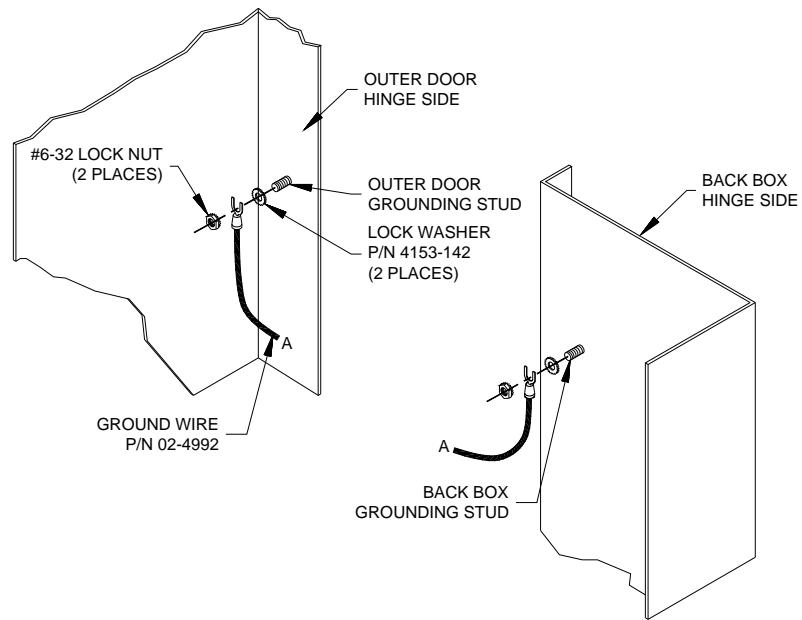 OUTER DOOR
HINGE SIDE
#6-32 LOCK NUT
(2 PLACES)
OUTER DOOR
GROUNDING STUD
LOCK WASHER
P/N 4153-142
(2 PLACES)
BACK BOX
HINGE SIDE
A
GROUND WIRE
P/N 02-4992
A
BACK BOX
GROUNDING STUD